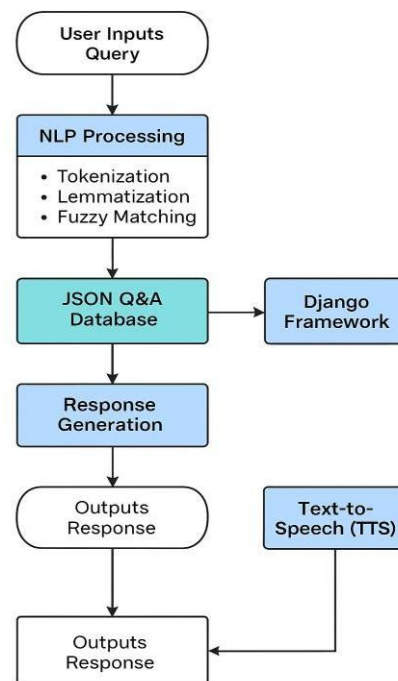 User Inputs
Query
NLP Processing
• Tokenization
• Lemmatization
• Fuzzy Matching
JSON Q&A
Database
Django
Framework
Response
Generation
Outputs
Response
Text-to-
Speech (TTS)
Outputs
Response